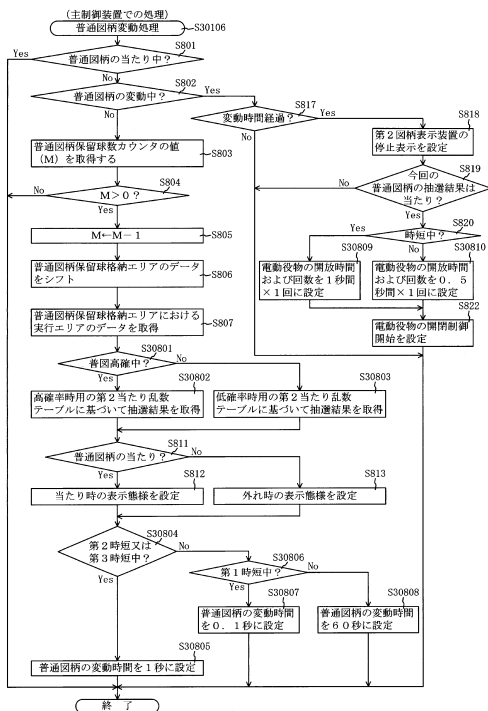 (主制御装置での処理)
普通図柄変動処理
S30106
S801
普通図柄の当たり中?
Yes
No
S802
普通図柄の変動中?
Yes
No
S803
普通図柄保留球数カウンタの値
(M)を取得する
S804
M>0?
No
Yes
S805
M←M-1
S806
普通図柄保留球格納エリアのデータ
をシフト
S807
普通図柄保留球格納エリアにおける
実行エリアのデータを取得
S30801
普図高確中?
No
Yes
S30802
高確率時用の第2当たり乱数
テーブルに基づいて抽選結果を取得
S30803
低確率時用の第2当たり乱数
テーブルに基づいて抽選結果を取得
S811
普通図柄の当たり?
No
Yes
S812
当たり時の表示態様を設定
S813
外れ時の表示態様を設定
S30804
第2時短又は
第3時短中?
No
Yes
S30806
第1時短中?
No
Yes
S30807
普通図柄の変動時間
を0.1秒に設定
S30808
普通図柄の変動時間
を60秒に設定
S30805
普通図柄の変動時間を1秒に設定
終 了
S817
変動時間経過?
Yes
No
S818
第2図柄表示装置の
停止表示を設定
S819
今回の
普通図柄の抽選結果は
当たり?
No
Yes
S820
時短中?
Yes
No
S30809
電動役物の開放時間
および回数を1秒間
×1回に設定
S30810
電動役物の開放時間
および回数を0.5
秒間×1回に設定
S822
電動役物の開閉制御
開始を設定